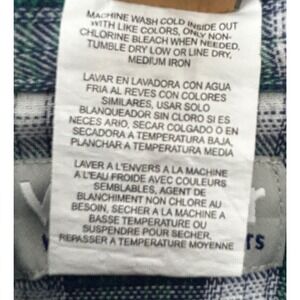 MACHINE WASH COLD INSIDE OUT
WITH LIKE COLORS, ONLY NON-
CHLORINE BLEACH WHEN NEEDED,
TUMBLE DRY LOW OR LINE DRY,
MEDIUM IRON
LAVAR EN LAVADORA CON AGUA
FRIA AL REVES CON COLORES
SIMILARES, USAR SOLO
BLANQUEADOR SIN CLORO SI ES
NECES ARIO, SECAR COLGADO O EN
SECADORA A TEMPERATURA BAJA,
PLANCHAR A TEMPERATURA MEDIA
LAVER A L'ENVERS A LA MACHINE
A L'EAU FROIDE AVEC COULEURS
SEMBLABLES, AGENT DE
BLANCHIMENT NON CHLORE AU
BESOIN, SECHER A LA MACHINE A
BASSE TEMPERATURE OU
SUSPENDRE POUR SECHER,
REPASSER A TEMPERATURE MOYENNE